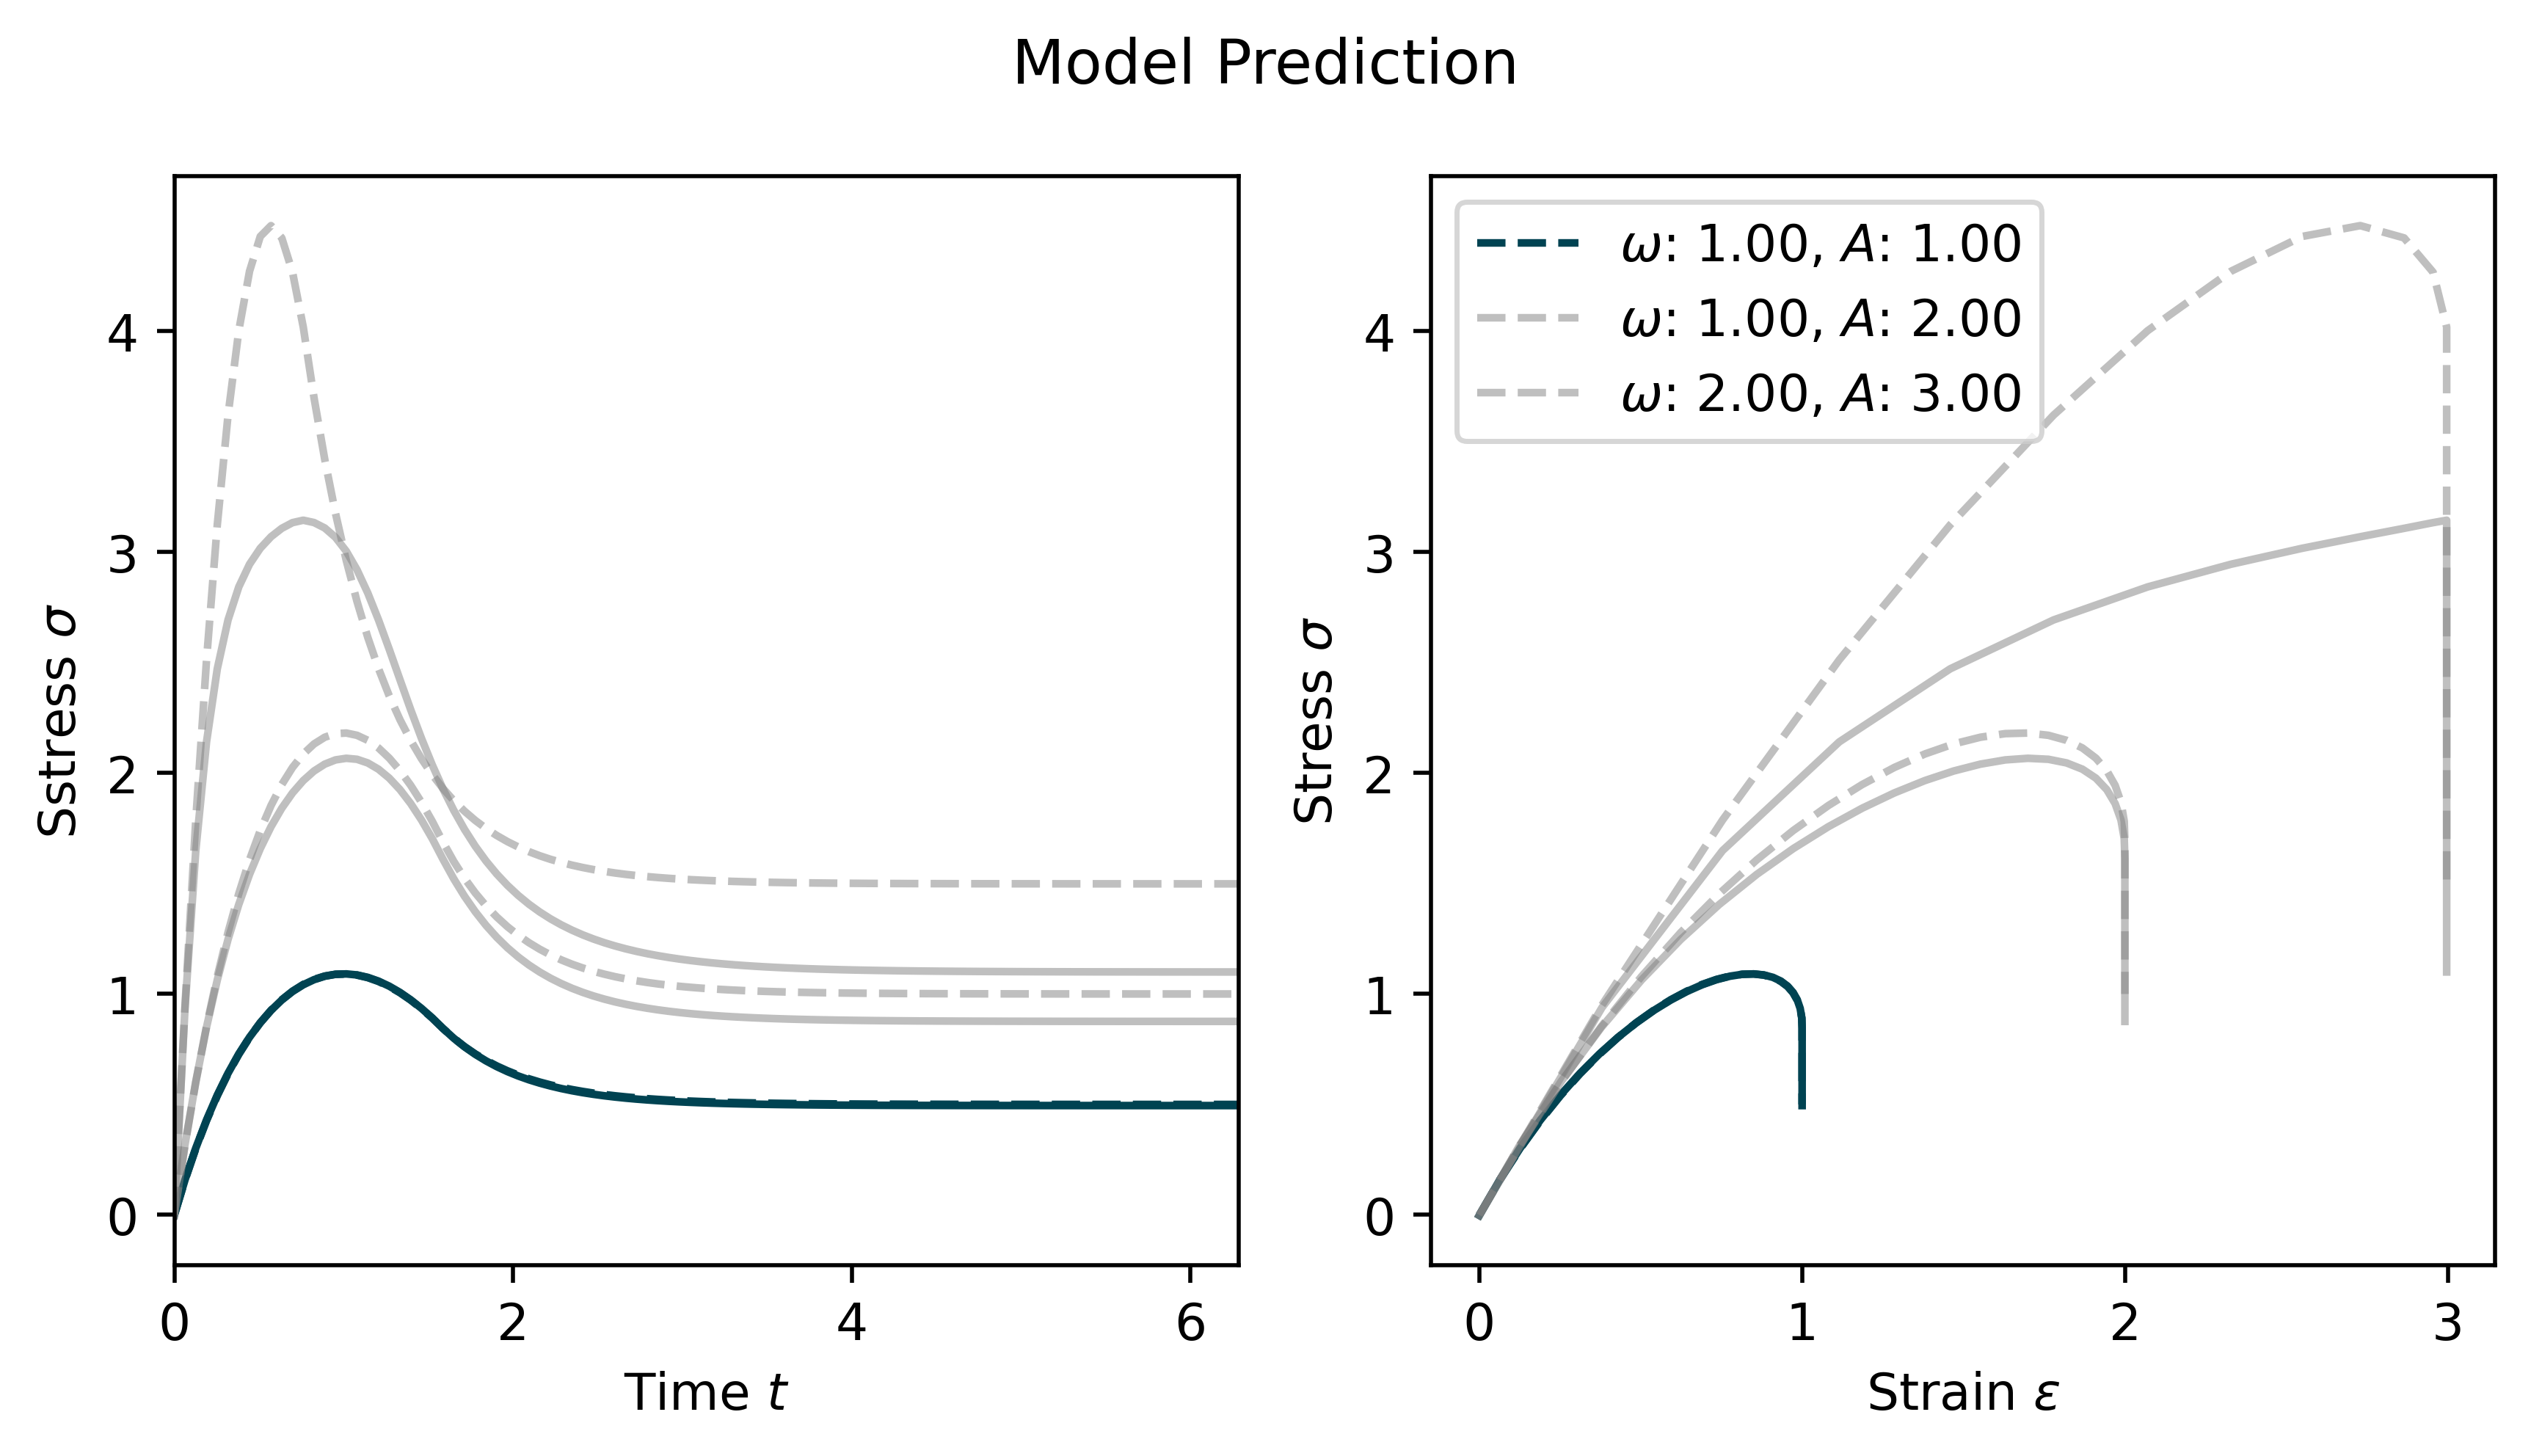 Model Prediction
Sstress σ
4
3
2
1
0
0 2 4 6
Time t
Stress σ
4
3
2
1
0
ω: 1.00, A: 1.00
ω: 1.00, A: 2.00
ω: 2.00, A: 3.00
0 1 2 3
Strain ε